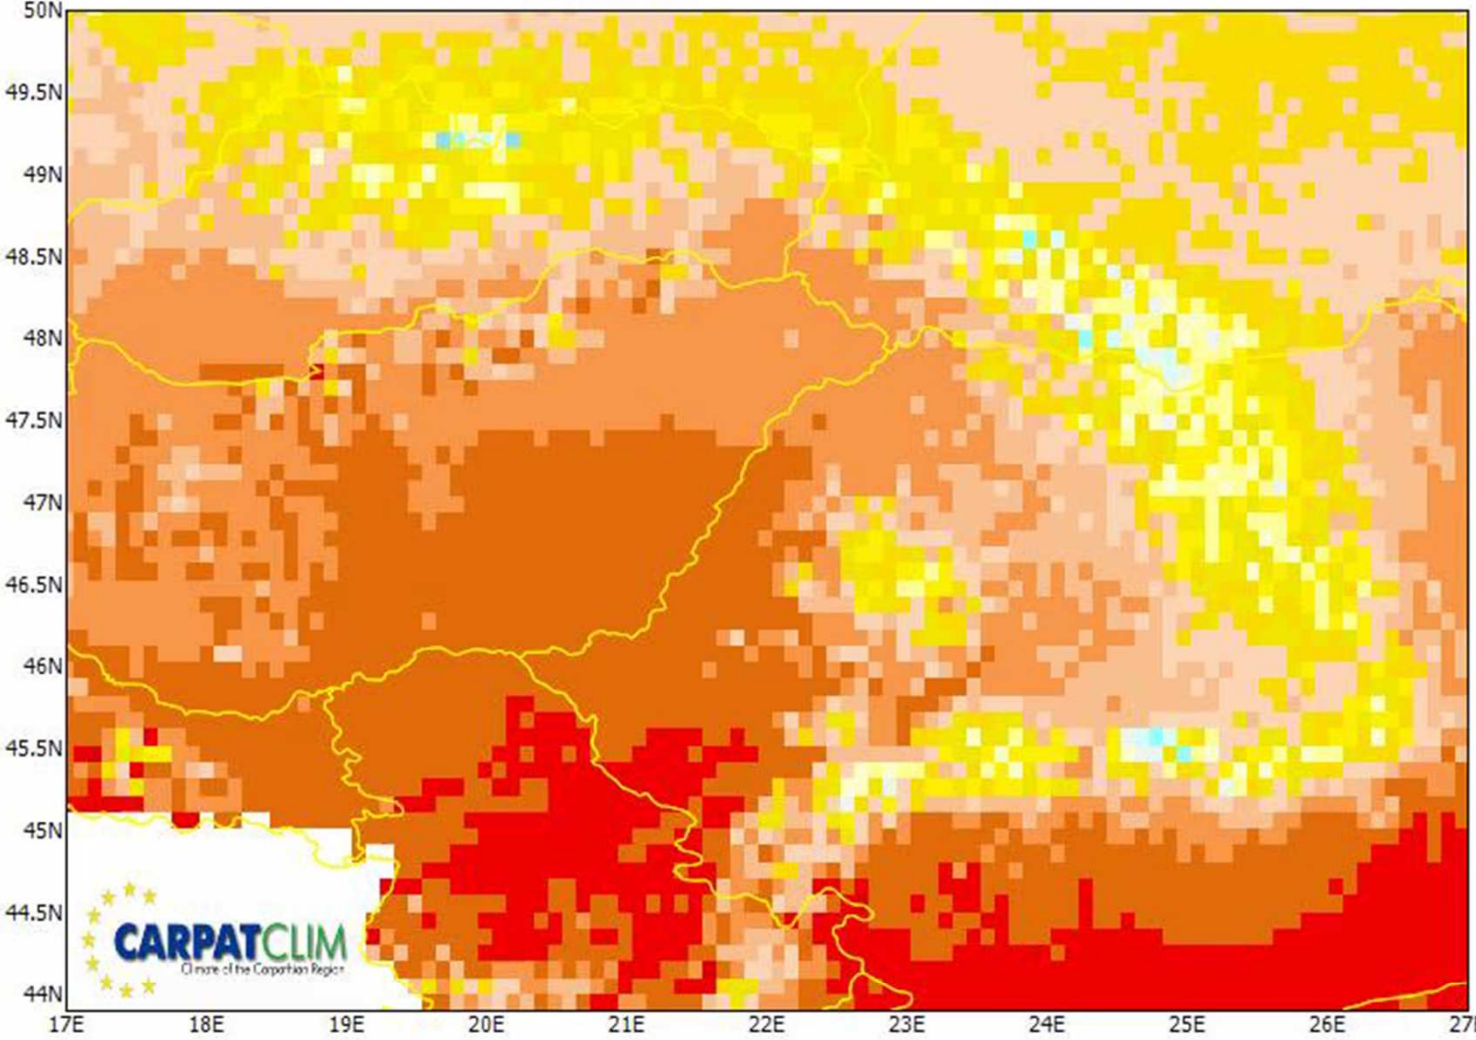 50N
49.5N
49N
48.5N
48N
47.5N
47N
46.5N
46N
45.5N
45N
44.5N
44N
CARPATCLIM
Climate of the Carpathian Region
17E 18E 19E 20E 21E 22E 23E 24E 25E 26E 27